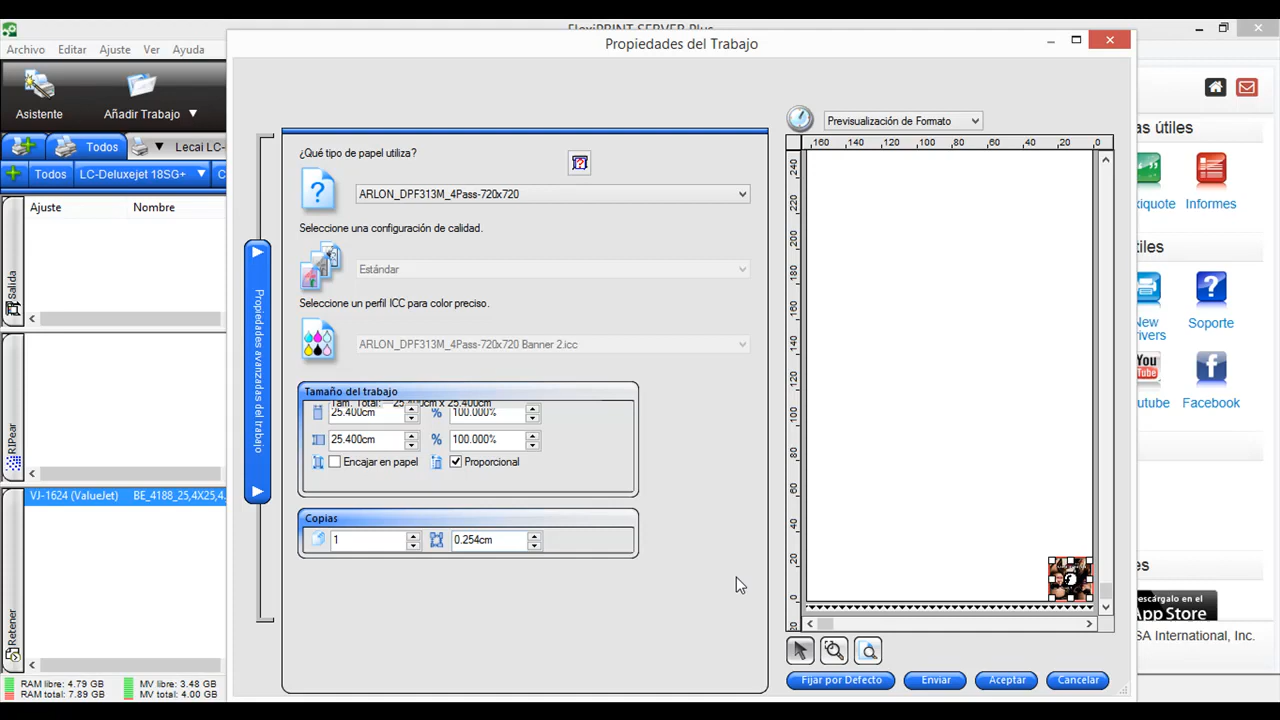 FlexiPRINT SERVER Plus
Propiedades del Trabajo
Archivo Editar Ajuste Ver Ayuda
Asistente
Añadir Trabajo
Todos
Lecai LC-
Todos
LC-Deluxejet 18SG+
C
Ajuste Nombre
Salida
RIPear
VJ-1624 (ValueJet) BE_4188_25,4X25,4.
Retener
RAM libre: 4.79 GB
MV libre: 3.48 GB
RAM total: 7.89 GB
MV total: 4.00 GB
Propiedades avanzadas del trabajo
¿Qué tipo de papel utiliza?
ARLON_DPF313M_4Pass-720x720
Seleccione una configuración de calidad.
Estándar
Seleccione un perfil ICC para color preciso.
ARLON_DPF313M_4Pass-720x720 Banner 2.icc
Tamaño del trabajo
Tam. Total: 25.400cm x 25.400cm
25.400cm % 100.000%
25.400cm % 100.000%
Encajar en papel
Proporcional
Copias
1
0.254cm
Previsualización de Formato
160 140 120 100 80 60 40 20 0
240
220
200
180
160
140
120
100
80
60
40
20
0
20
Fijar por Defecto
Enviar
Aceptar
Cancelar
as útiles
xiquote
Informes
tiles
New
rivers
Soporte
You
Tube
utube
Facebook
es
Descárgalo en el
App Store
SA International, Inc.